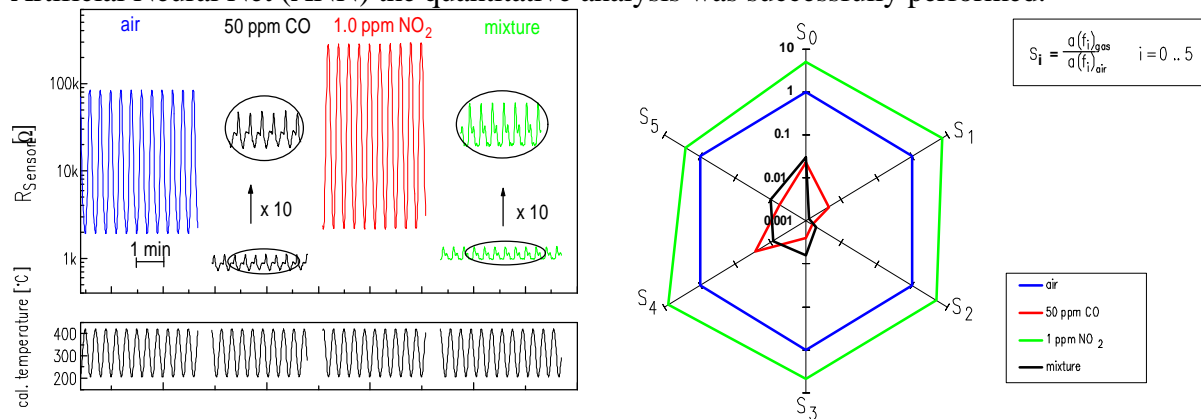 Artificial Neural Net (ANN) the quantitative analysis was successfully performed.
air
50 ppm CO
1.0 ppm NO2
mixture
100k
10k
1k
RSensor[Ω]
x 10
x 10
1 min
cal. temperature [°C]
400
300
200
S0
S1
S2
S3
S4
S5
10
1
0.1
0.01
0.001
Si = a(fi)gas / a(fi)air i=0 .. 5
air
50 ppm CO
1 ppm NO2
mixture